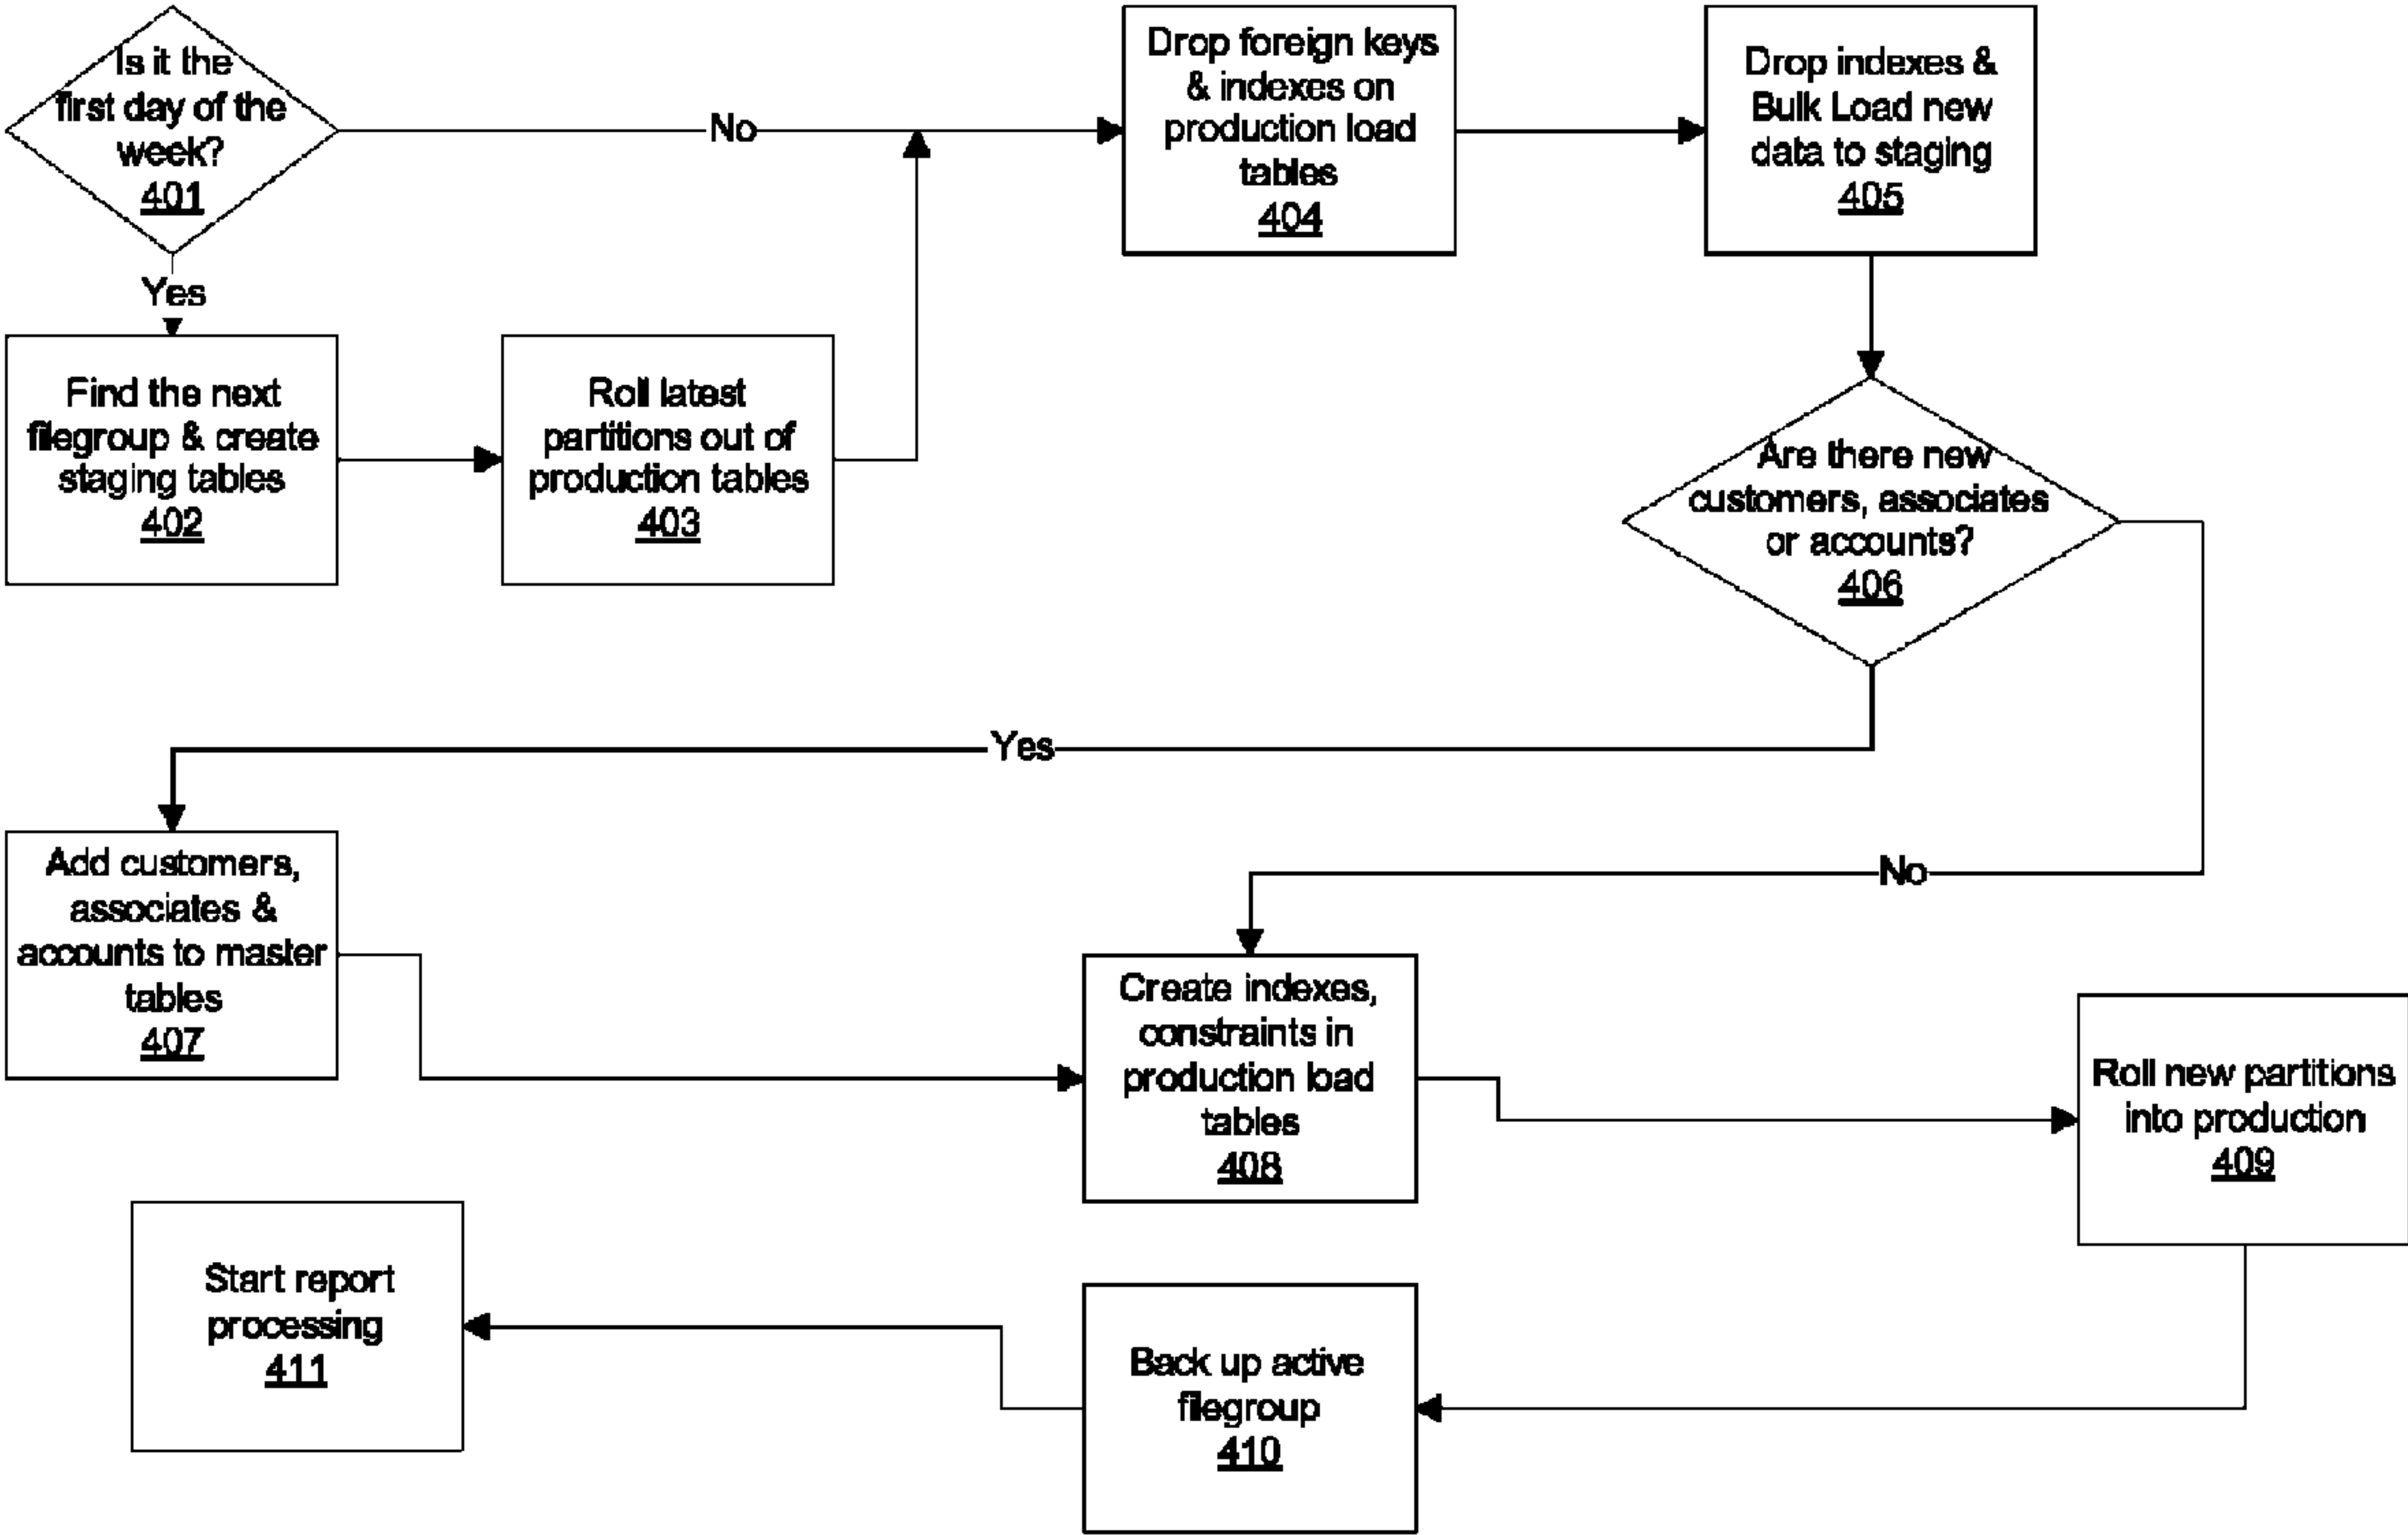 Is it the
first day of the
week?
401
No
Yes
Find the next
filegroup & create
staging tables
402
Roll latest
partitions out of
production tables
403
Drop foreign keys
& indexes on
production load
tables
404
Drop indexes &
Bulk Load new
data to staging
405
Are there new
customers, associates
or accounts?
406
Yes
No
Add customers,
associates &
accounts to master
tables
407
Create indexes,
constraints in
production load
tables
408
Roll new partitions
into production
409
Back up active
filegroup
410
Start report
processing
411